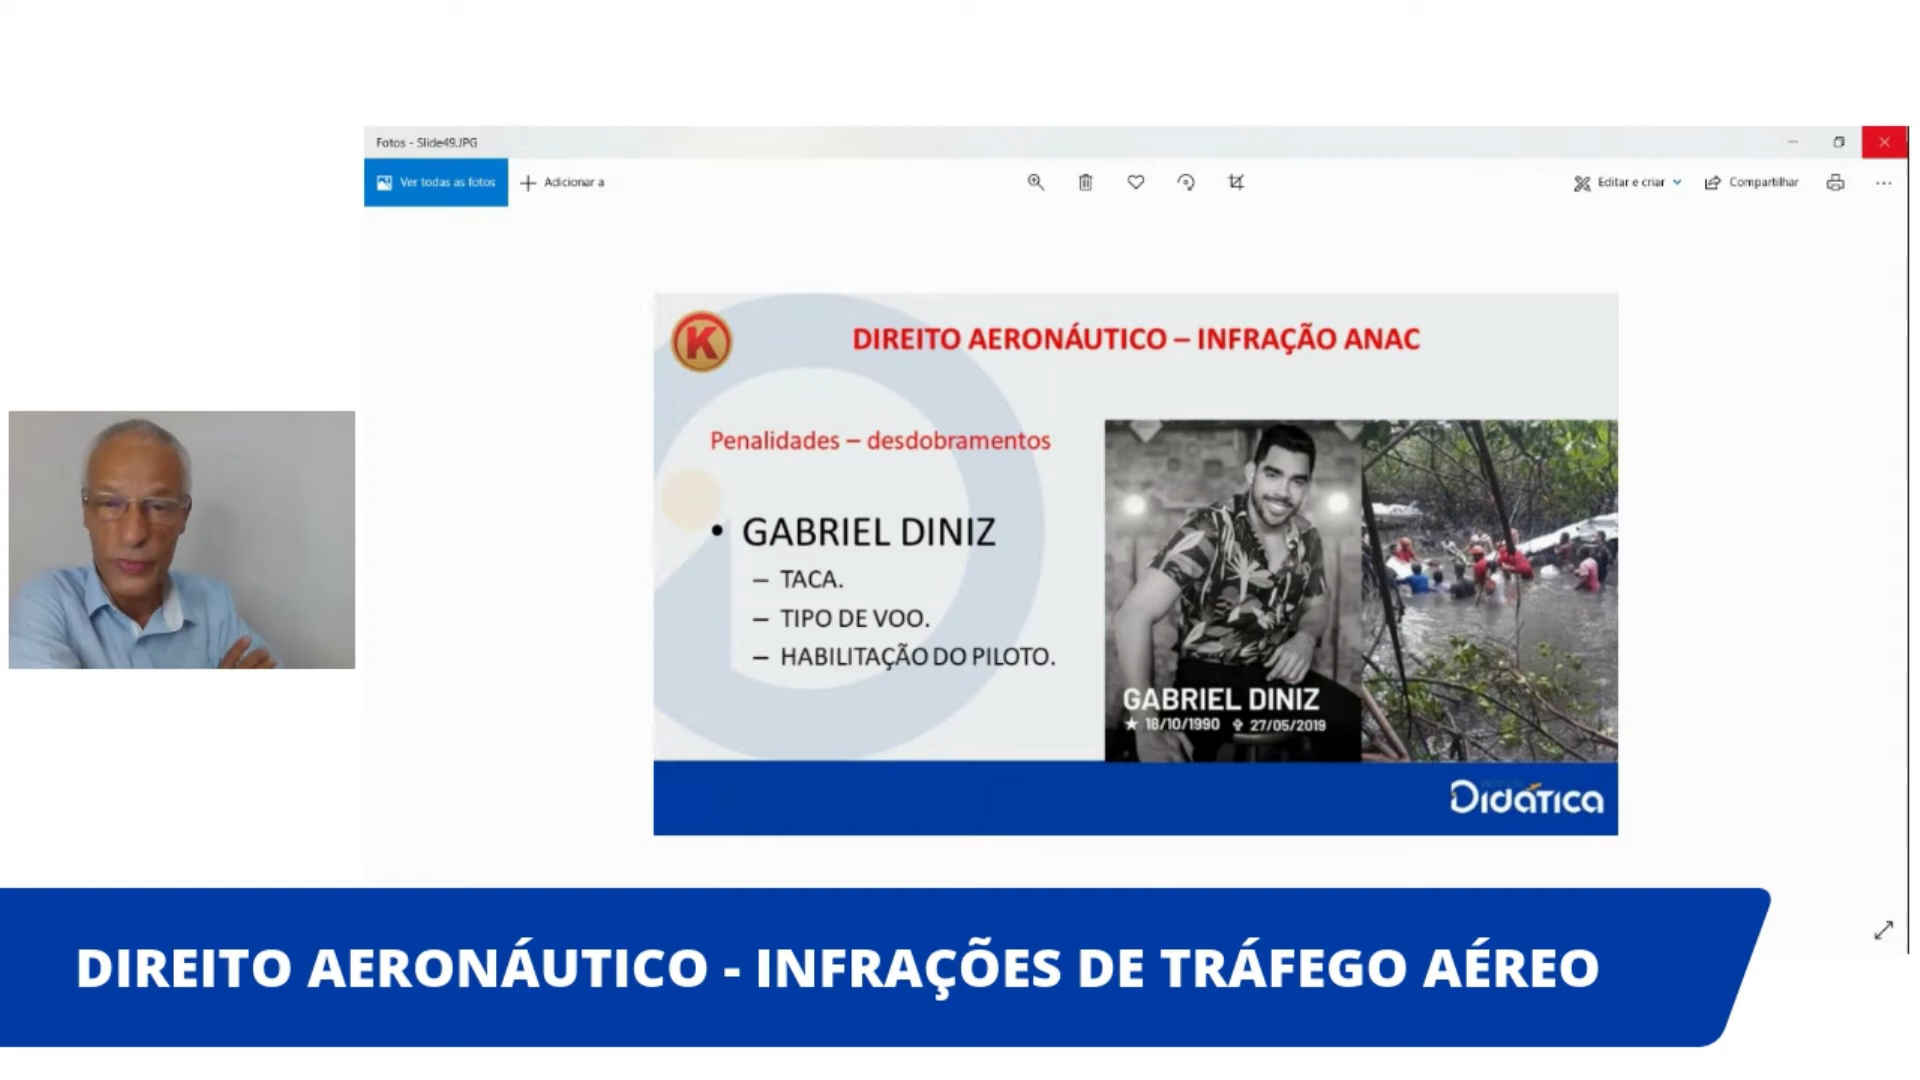 Fotos - Slide49.JPG
Ver todas as fotos
Adicionar a
Editar e criar
Compartilhar
K
DIREITO AERONÁUTICO – INFRAÇÃO ANAC
Penalidades – desdobramentos
• GABRIEL DINIZ
– TACA.
– TIPO DE VOO.
– HABILITAÇÃO DO PILOTO.
GABRIEL DINIZ
★ 18/10/1990 ✞ 27/05/2019
Didática
DIREITO AERONÁUTICO - INFRAÇÕES DE TRÁFEGO AÉREO